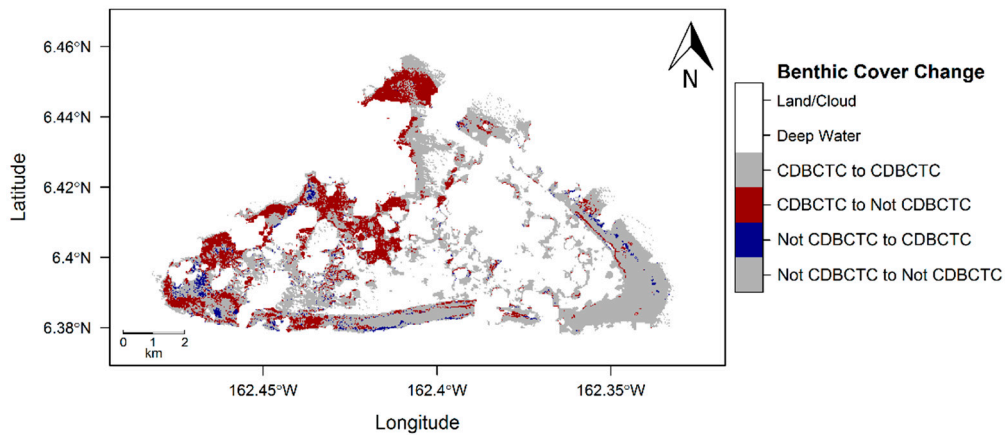 6.46°N
6.44°N
6.42°N
6.4°N
6.38°N
Latitude
N
0 1 2
km
162.45°W
162.4°W
162.35°W
Longitude
Benthic Cover Change
Land/Cloud
Deep Water
CDBCTC to CDBCTC
CDBCTC to Not CDBCTC
Not CDBCTC to CDBCTC
Not CDBCTC to Not CDBCTC